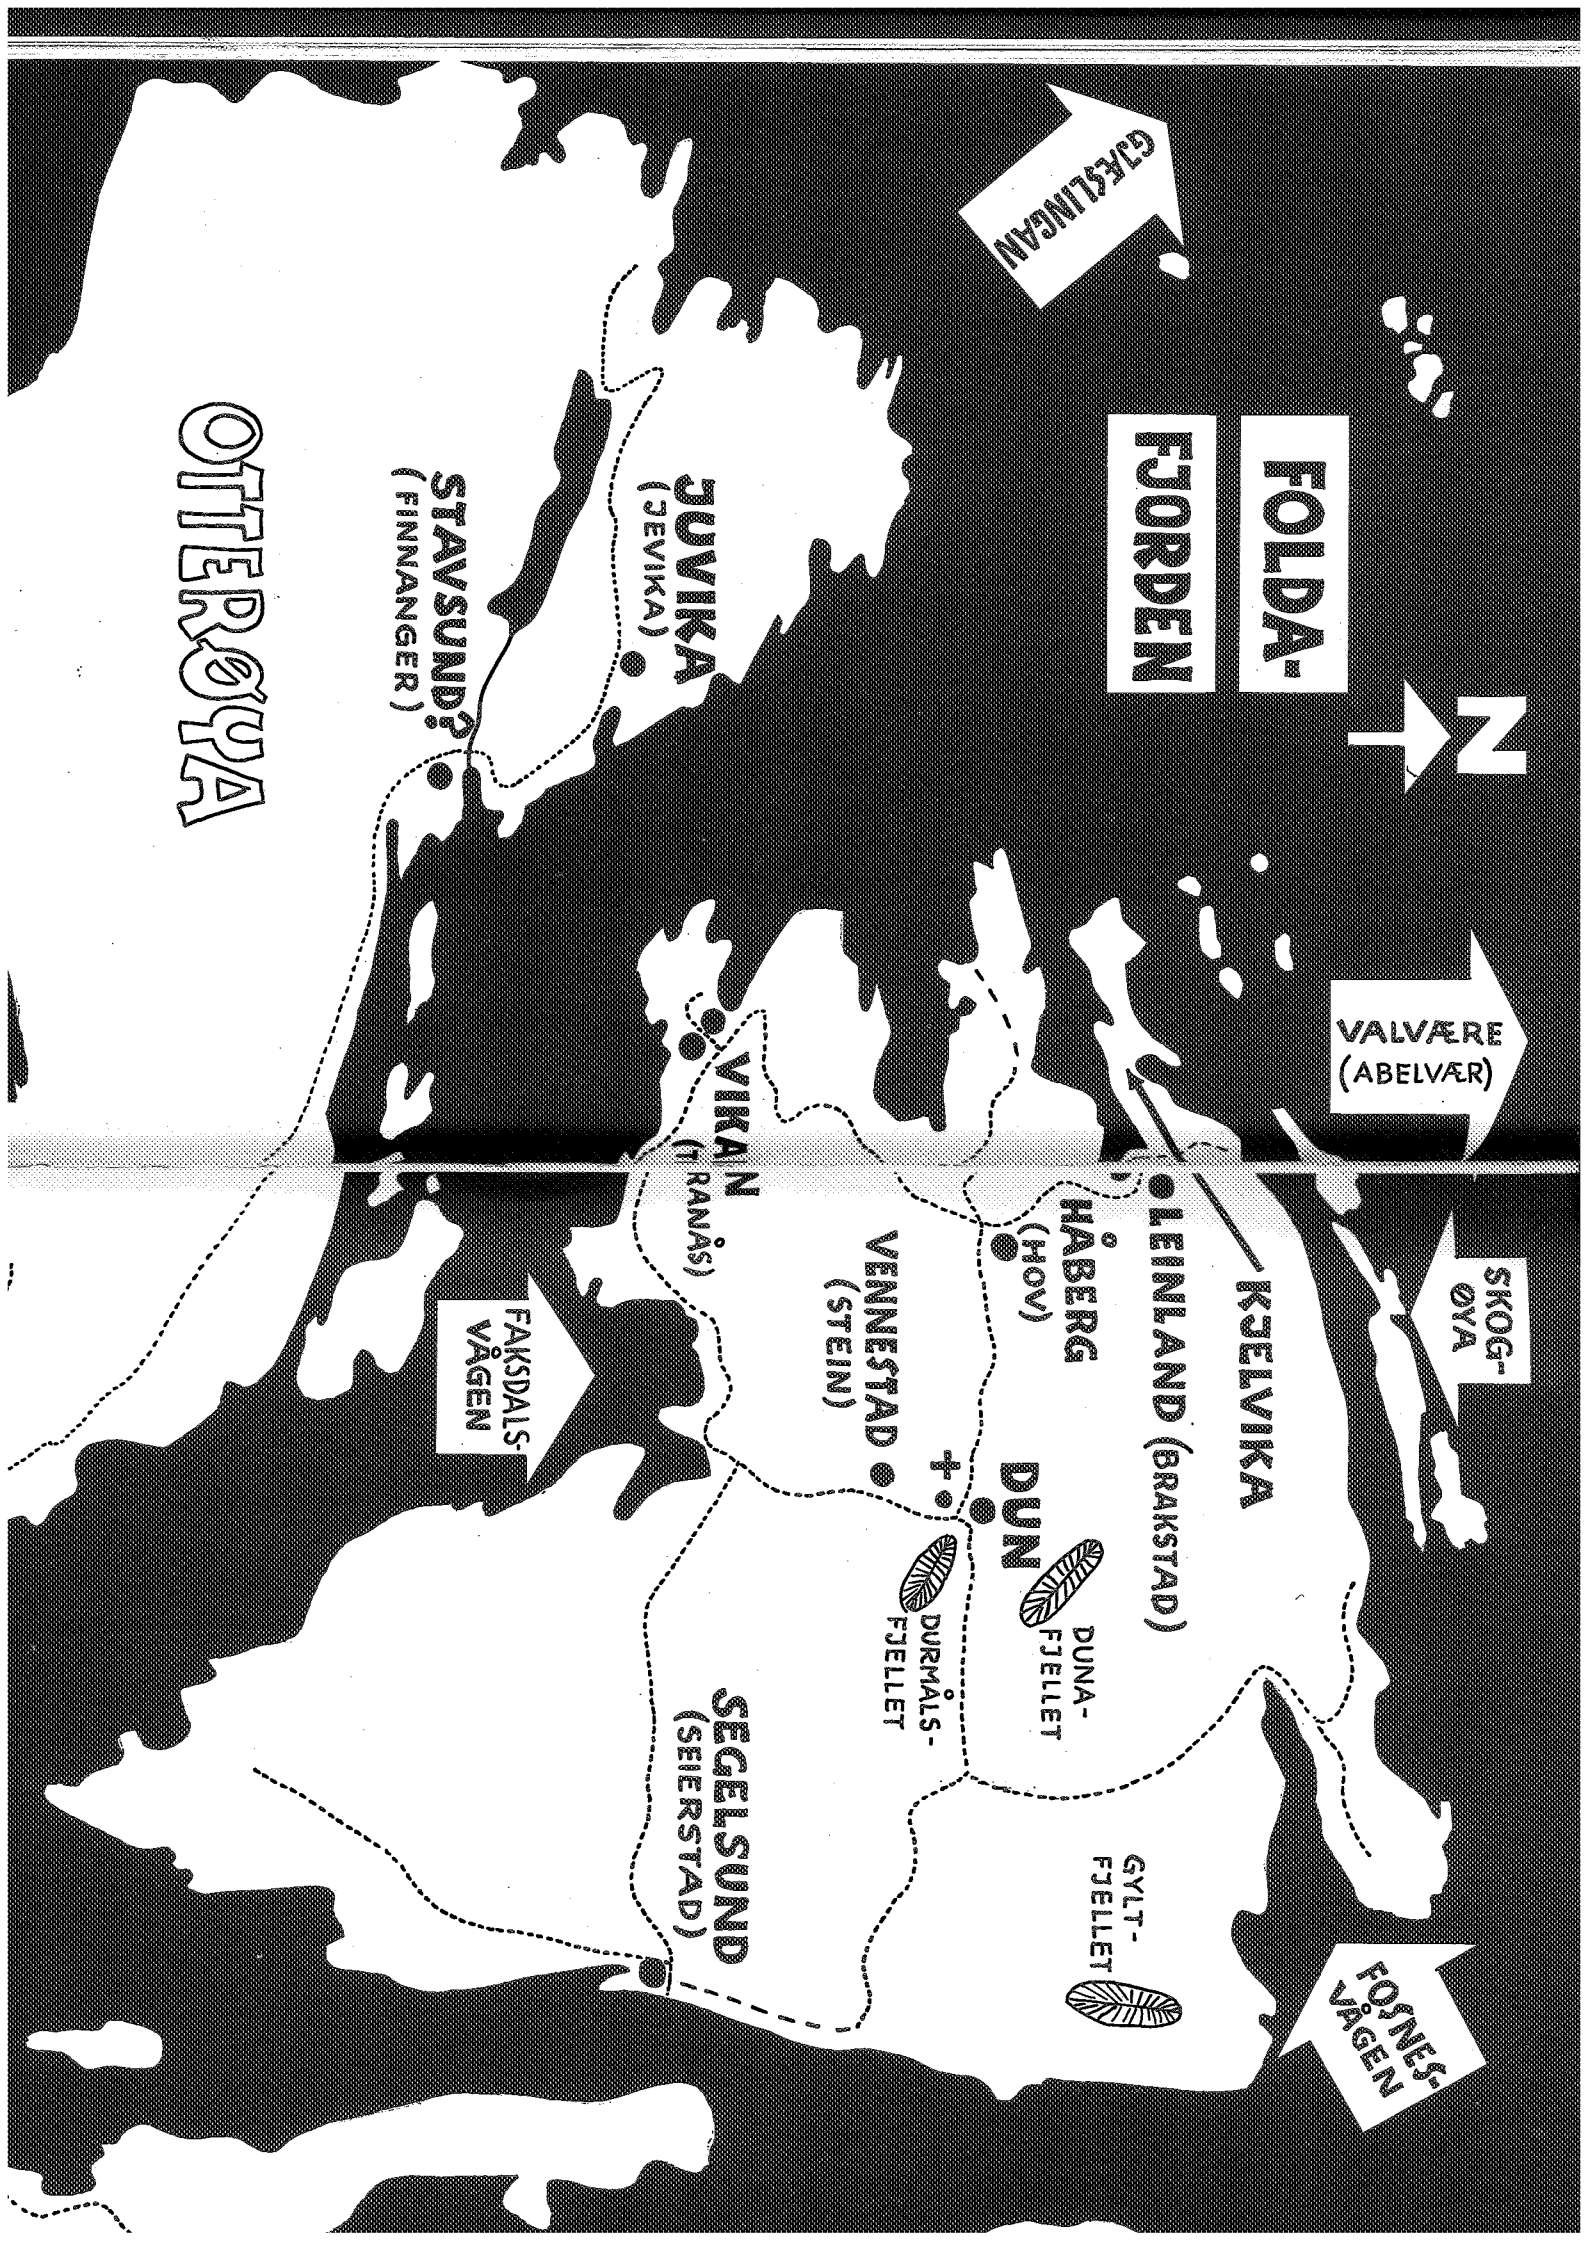 GJÆSLINGAN
FOLDA-
FJORDEN
N
VALVÆRE
(ABELVÆR)
SKOG-
ØYA
FOSNES-
VÅGEN
KJELVIKA
LEINLAND (BRAKSTAD)
HÅBERG
(HOV)
DUN
DUNA-
FJELLET
GYLT-
FJELLET
+
DURMÅLS-
FJELLET
VENNESTAD
(STEIN)
JUVIKA
(JEVIKA)
VIKAN
(TRANÅS)
SEGELSUND
(SEIERSTAD)
STAVSUND?
(FINNANGER)
FAKSDALS-
VÅGEN
OTTERØYA